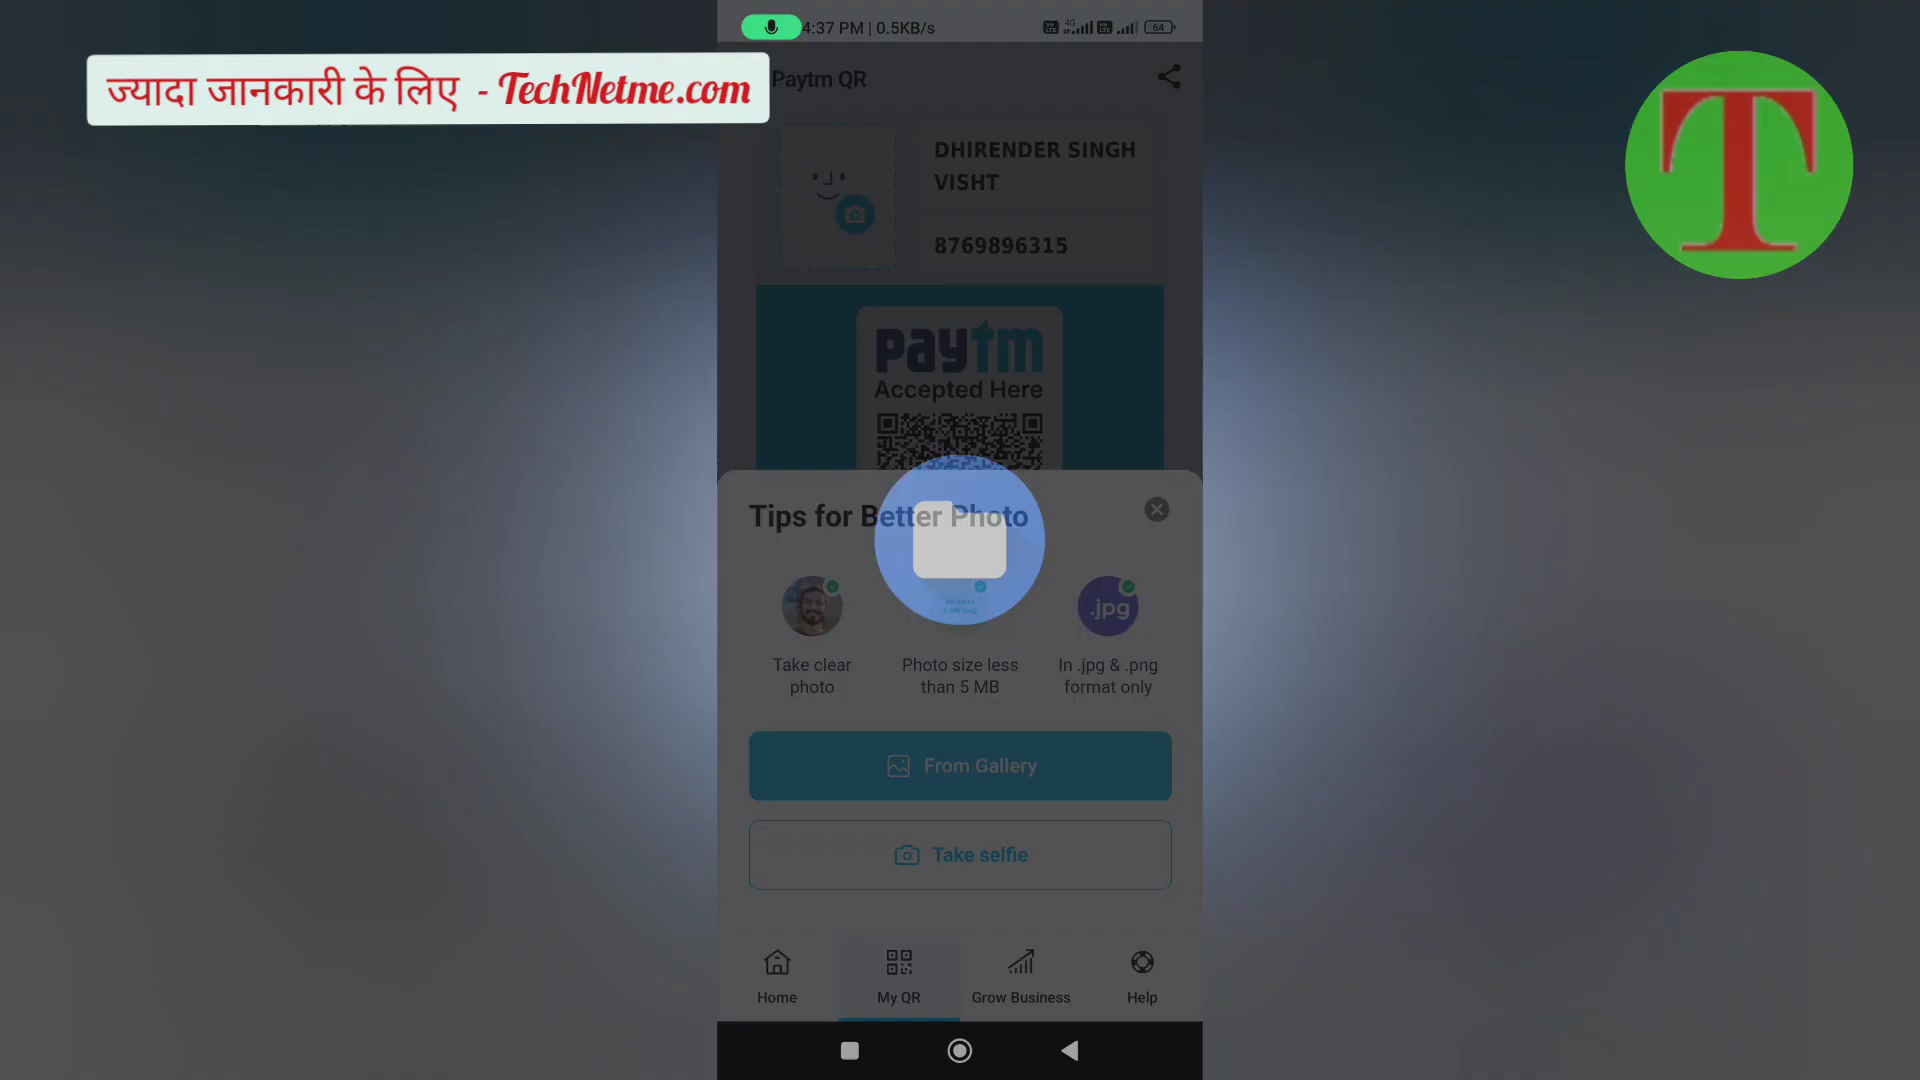 4:37 PM | 0.5KB/s
4G
64
ज्यादा जानकारी के लिए - TechNetme.com
T
Paytm QR
DHIRENDER SINGH
VISHT
8769896315
paytm
Accepted Here
Tips for Better Photo
.jpg
Take clear
photo
Photo size less
than 5 MB
In .jpg & .png
format only
From Gallery
Take selfie
Home
My QR
Grow Business
Help